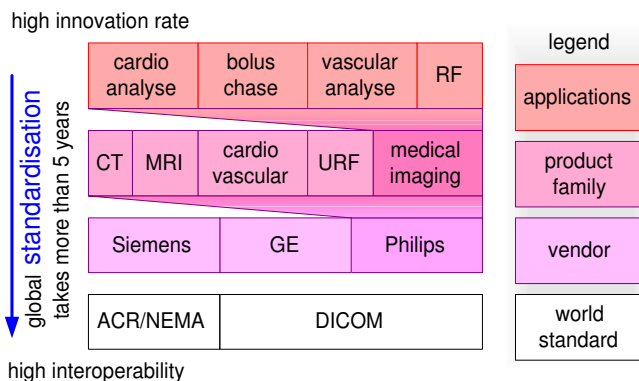 high innovation rate
cardio
analyse
bolus
chase
vascular
analyse
RF
CT
MRI
cardio
vascular
URF
medical
imaging
Siemens
GE
Philips
ACR/NEMA
DICOM
high interoperability
global standardisation
takes more than 5 years
legend
applications
product
family
vendor
world
standard